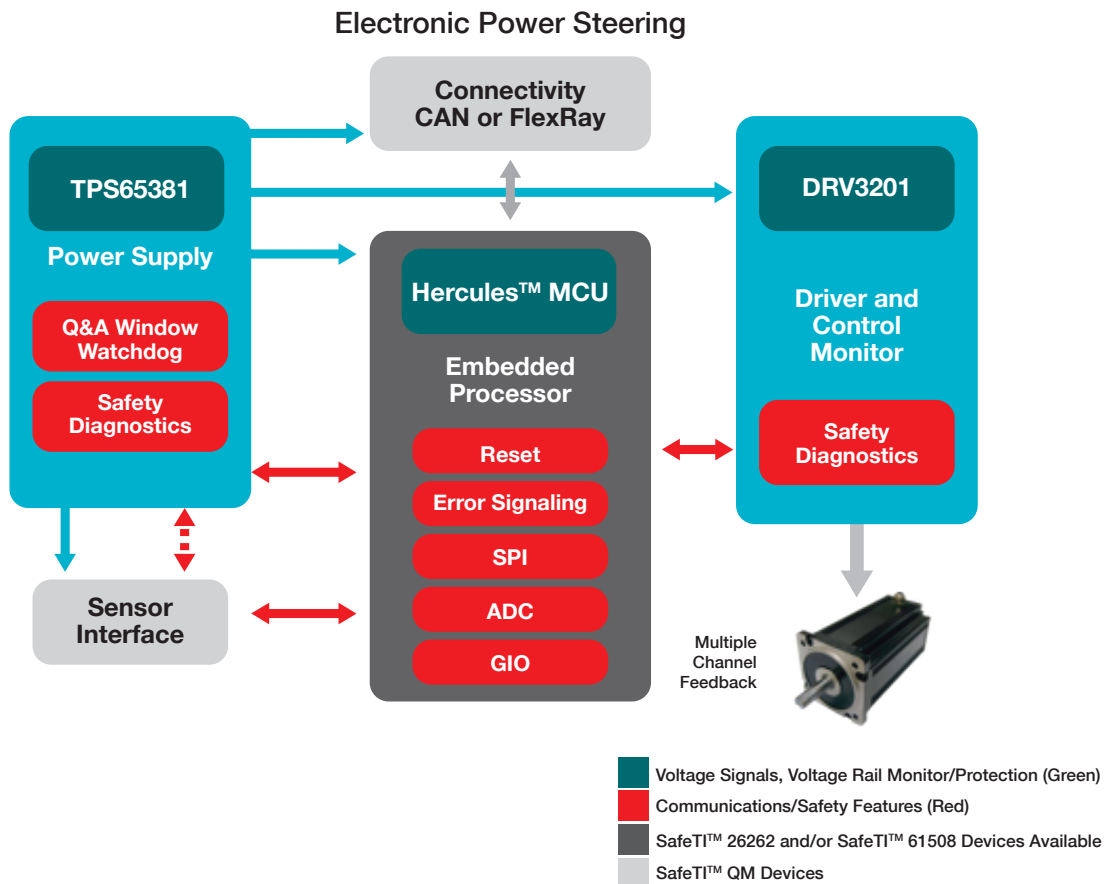 Electronic Power Steering
Connectivity
CAN or FlexRay
TPS65381
Power Supply
Q&A Window
Watchdog
Safety
Diagnostics
Hercules™ MCU
Embedded
Processor
Reset
Error Signaling
SPI
ADC
GIO
DRV3201
Driver and
Control
Monitor
Safety
Diagnostics
Sensor
Interface
Multiple
Channel
Feedback
Voltage Signals, Voltage Rail Monitor/Protection (Green)
Communications/Safety Features (Red)
SafeTI™ 26262 and/or SafeTI™ 61508 Devices Available
SafeTI™ QM Devices